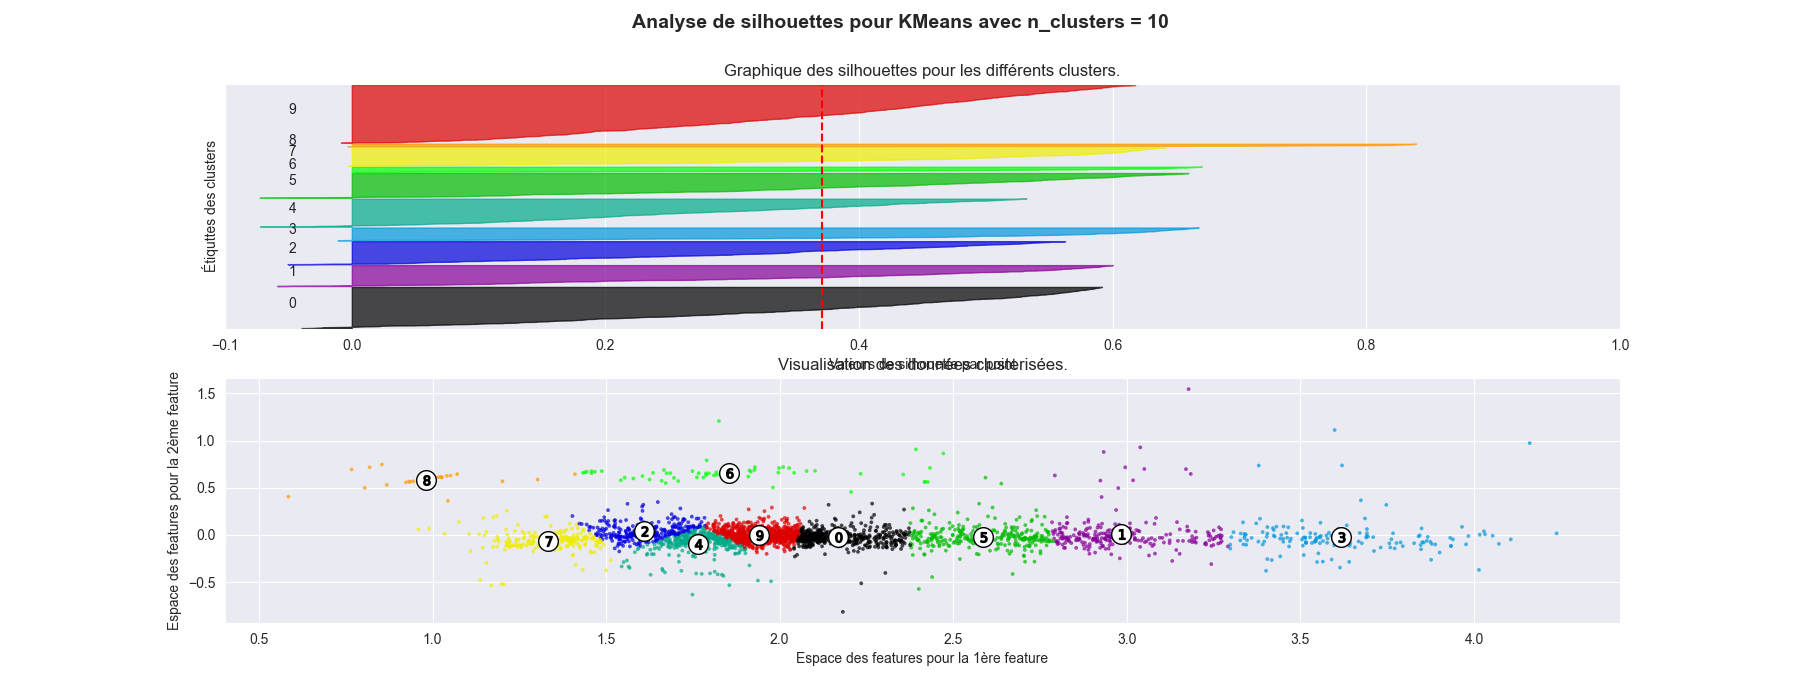 Analyse de silhouettes pour KMeans avec n_clusters = 10
Graphique des silhouettes pour les différents clusters.
Étiquttes des clusters
9
8
7
6
5
4
3
2
1
0
−0.1 0.0 0.2 0.4 0.6 0.8 1.0
Valeurs de silhouette par point
Visualisation des données clusterisées.
Espace des features pour la 2ème feature
1.5
1.0
0.5
0.0
−0.5
8 6
7 2 4 9 0 5 1 3
0.5 1.0 1.5 2.0 2.5 3.0 3.5 4.0
Espace des features pour la 1ère feature